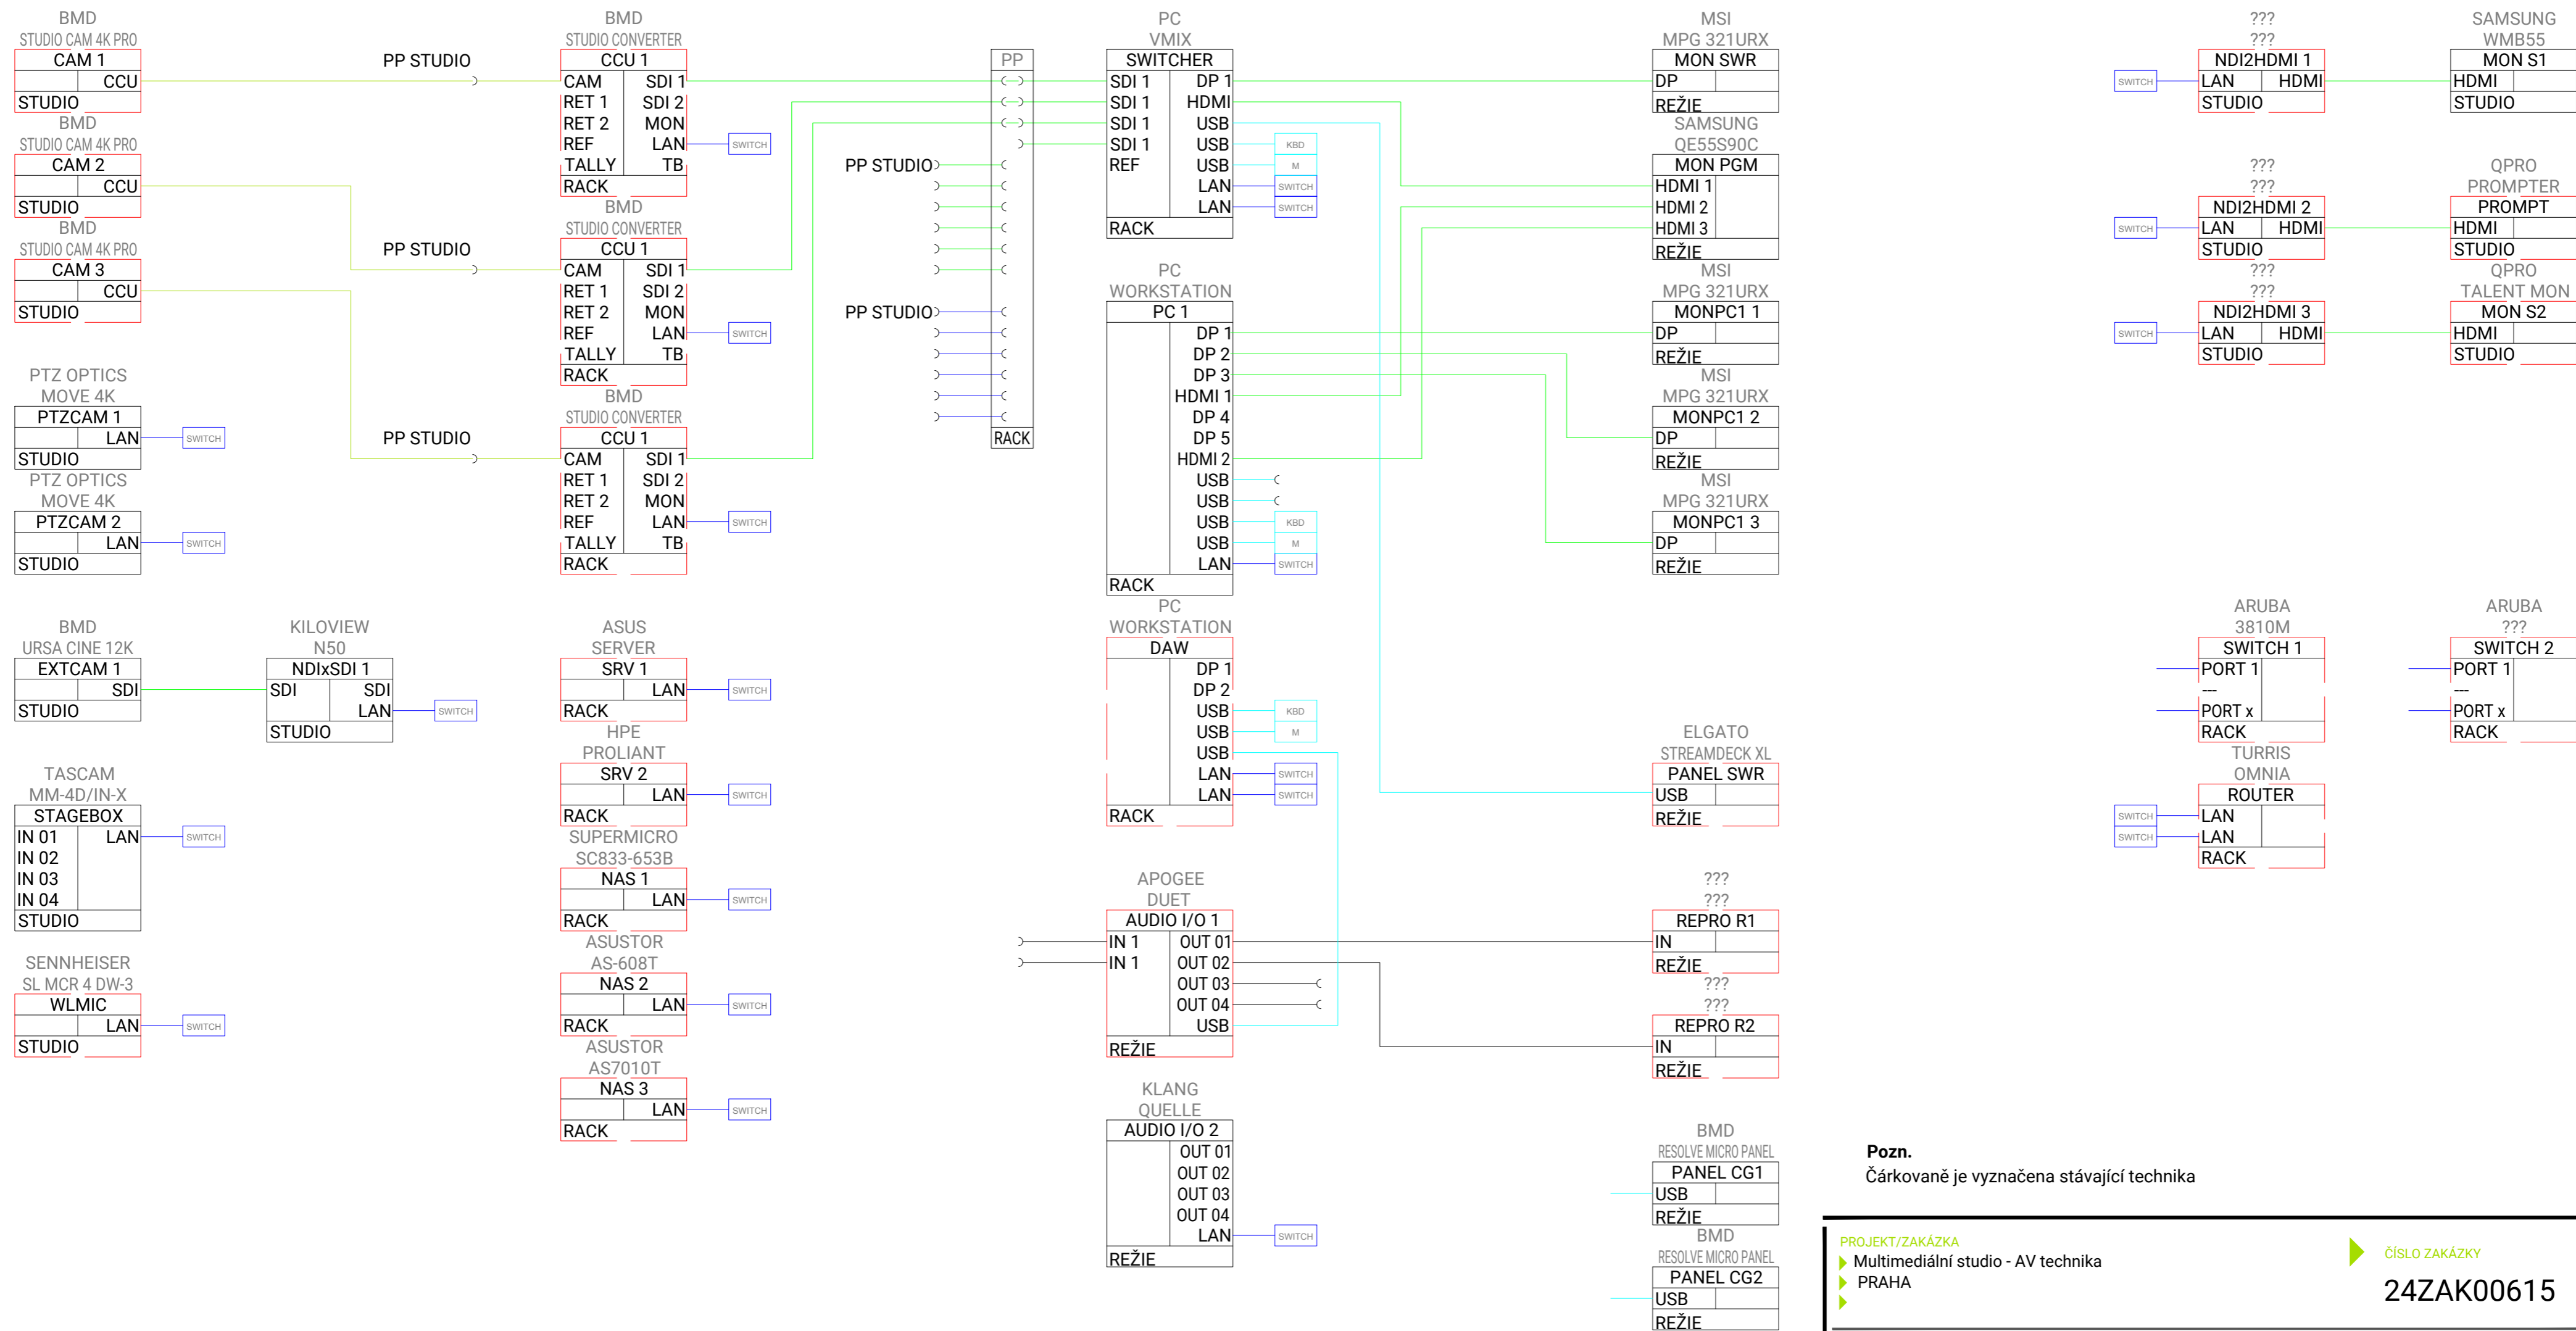 BMD
STUDIO CAM 4K PRO
CAM 1
CCU
STUDIO
BMD
STUDIO CAM 4K PRO
CAM 2
CCU
STUDIO
BMD
STUDIO CAM 4K PRO
CAM 3
CCU
STUDIO
PTZ OPTICS
MOVE 4K
PTZCAM 1
LAN
SWITCH
STUDIO
PTZ OPTICS
MOVE 4K
PTZCAM 2
LAN
SWITCH
STUDIO
BMD
URSA CINE 12K
EXTCAM 1
SDI
STUDIO
KILOVIEW
N50
NDIxSDI 1
SDI SDI
LAN
SWITCH
STUDIO
TASCAM
MM-4D/IN-X
STAGEBOX
IN 01 LAN
SWITCH
IN 02
IN 03
IN 04
STUDIO
SENNHEISER
SL MCR 4 DW-3
WLMIC
LAN
SWITCH
STUDIO
PP STUDIO
PP STUDIO
PP STUDIO
BMD
STUDIO CONVERTER
CCU 1
CAM SDI 1
RET 1 SDI 2
RET 2 MON
REF LAN
SWITCH
TALLY TB
RACK
BMD
STUDIO CONVERTER
CCU 1
CAM SDI 1
RET 1 SDI 2
RET 2 MON
REF LAN
SWITCH
TALLY TB
RACK
BMD
STUDIO CONVERTER
CCU 1
CAM SDI 1
RET 1 SDI 2
RET 2 MON
REF LAN
SWITCH
TALLY TB
RACK
ASUS
SERVER
SRV 1
LAN
SWITCH
RACK
HPE
PROLIANT
SRV 2
LAN
SWITCH
RACK
SUPERMICRO
SC833-653B
NAS 1
LAN
SWITCH
RACK
ASUSTOR
AS-608T
NAS 2
LAN
SWITCH
RACK
ASUSTOR
AS7010T
NAS 3
LAN
SWITCH
RACK
PP
PP STUDIO
PP STUDIO
RACK
PC
VMIX
SWITCHER
SDI 1 DP 1
SDI 1 HDMI
SDI 1 USB
SDI 1 USB
KBD
REF USB
M
LAN
SWITCH
LAN
SWITCH
RACK
PC
WORKSTATION
PC 1
DP 1
DP 2
DP 3
HDMI 1
DP 4
DP 5
HDMI 2
USB
USB
USB
KBD
USB
M
LAN
SWITCH
RACK
PC
WORKSTATION
DAW
DP 1
DP 2
USB
KBD
USB
M
USB
LAN
SWITCH
LAN
SWITCH
RACK
APOGEE
DUET
AUDIO I/O 1
IN 1 OUT 01
IN 1 OUT 02
OUT 03
OUT 04
USB
REŽIE
KLANG
QUELLE
AUDIO I/O 2
OUT 01
OUT 02
OUT 03
OUT 04
LAN
SWITCH
REŽIE
MSI
MPG 321URX
MON SWR
DP
REŽIE
SAMSUNG
QE55S90C
MON PGM
HDMI 1
HDMI 2
HDMI 3
REŽIE
MSI
MPG 321URX
MONPC1 1
DP
REŽIE
MSI
MPG 321URX
MONPC1 2
DP
REŽIE
MSI
MPG 321URX
MONPC1 3
DP
REŽIE
ELGATO
STREAMDECK XL
PANEL SWR
USB
REŽIE
???
???
REPRO R1
IN
REŽIE
???
???
REPRO R2
IN
REŽIE
BMD
RESOLVE MICRO PANEL
PANEL CG1
USB
REŽIE
BMD
RESOLVE MICRO PANEL
PANEL CG2
USB
REŽIE
???
???
NDI2HDMI 1
SWITCH
LAN HDMI
STUDIO
???
???
NDI2HDMI 2
SWITCH
LAN HDMI
STUDIO
???
???
NDI2HDMI 3
SWITCH
LAN HDMI
STUDIO
SAMSUNG
WMB55
MON S1
HDMI
STUDIO
QPRO
PROMPTER
PROMPT
HDMI
STUDIO
QPRO
TALENT MON
MON S2
HDMI
STUDIO
ARUBA
3810M
SWITCH 1
PORT 1
---
PORT x
RACK
ARUBA
???
SWITCH 2
PORT 1
---
PORT x
RACK
TURRIS
OMNIA
ROUTER
SWITCH
LAN
SWITCH
LAN
RACK
Pozn.
Čárkovaně je vyznačena stávající technika
PROJEKT/ZAKÁZKA
Multimediální studio - AV technika
PRAHA
ČÍSLO ZAKÁZKY
24ZAK00615